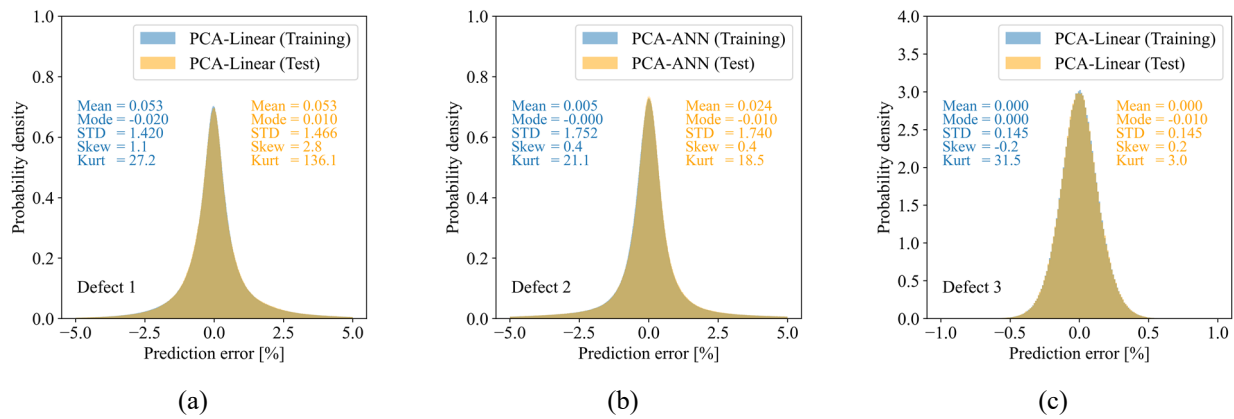 1.0
0.8
0.6
0.4
0.2
0.0
Probability density
PCA-Linear (Training)
PCA-Linear (Test)
Mean = 0.053
Mode = -0.020
STD = 1.420
Skew = 1.1
Kurt = 27.2
Mean = 0.053
Mode = 0.010
STD = 1.466
Skew = 2.8
Kurt = 136.1
Defect 1
−5.0 −2.5 0.0 2.5 5.0
Prediction error [%]
(a)
1.0
0.8
0.6
0.4
0.2
0.0
Probability density
PCA-ANN (Training)
PCA-ANN (Test)
Mean = 0.005
Mode = -0.000
STD = 1.752
Skew = 0.4
Kurt = 21.1
Mean = 0.024
Mode = -0.010
STD = 1.740
Skew = 0.4
Kurt = 18.5
Defect 2
−5.0 −2.5 0.0 2.5 5.0
Prediction error [%]
(b)
4.0
3.5
3.0
2.5
2.0
1.5
1.0
0.5
0.0
Probability density
PCA-Linear (Training)
PCA-Linear (Test)
Mean = 0.000
Mode = 0.000
STD = 0.145
Skew = -0.2
Kurt = 31.5
Mean = 0.000
Mode = -0.010
STD = 0.145
Skew = 0.2
Kurt = 3.0
Defect 3
−1.0 −0.5 0.0 0.5 1.0
Prediction error [%]
(c)